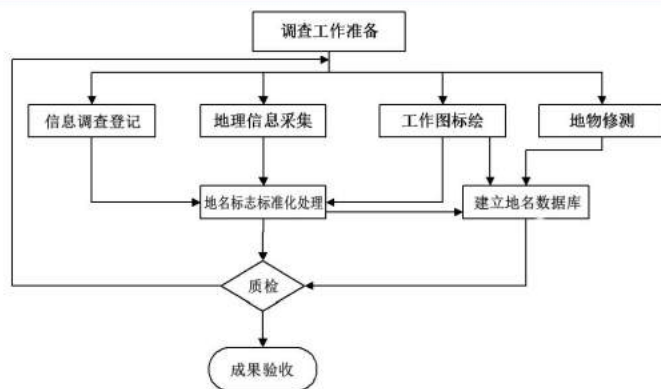 调查工作准备
信息调查登记
地理信息采集
工作图标绘
地物修测
地名标志标准化处理
建立地名数据库
质检
成果验收